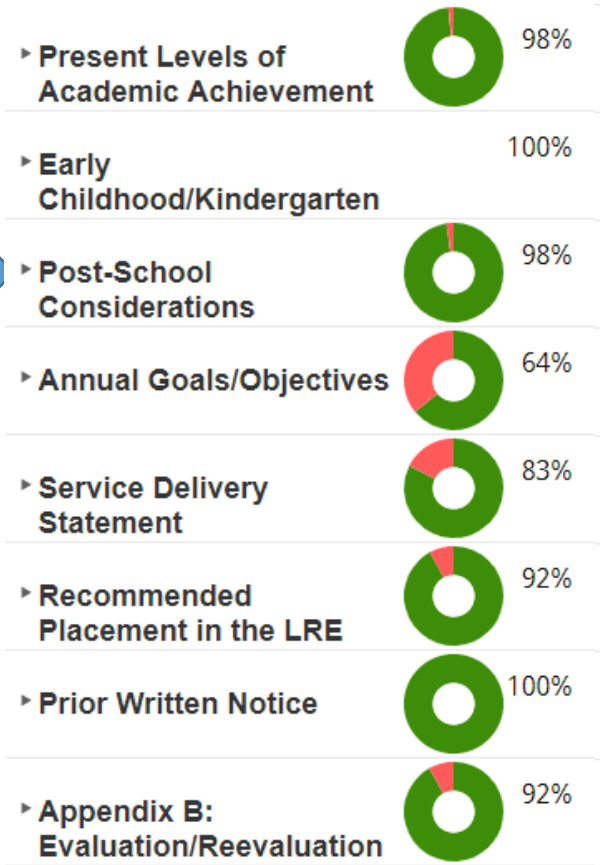 Present Levels of
Academic Achievement
98%
Early
Childhood/Kindergarten
100%
Post-School
Considerations
98%
Annual Goals/Objectives
64%
Service Delivery
Statement
83%
Recommended
Placement in the LRE
92%
Prior Written Notice
100%
Appendix B:
Evaluation/Reevaluation
92%